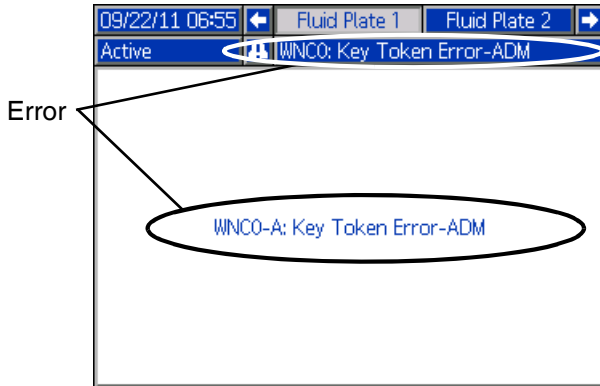 09/22/11 06:55 Fluid Plate 1 Fluid Plate 2
Active WNC0: Key Token Error-ADM
Error
WNC0-A: Key Token Error-ADM